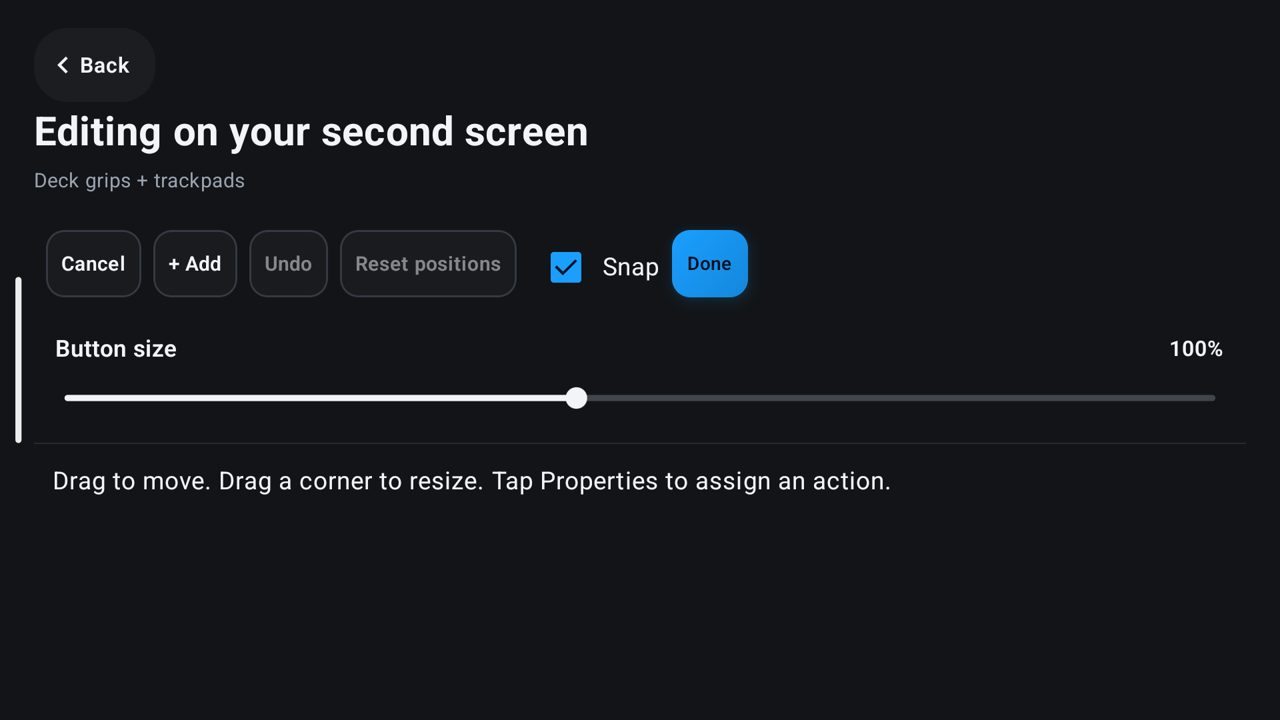 Back
Editing on your second screen
Deck grips + trackpads
Cancel + Add Undo Reset positions Snap Done
Button size 100%
Drag to move. Drag a corner to resize. Tap Properties to assign an action.